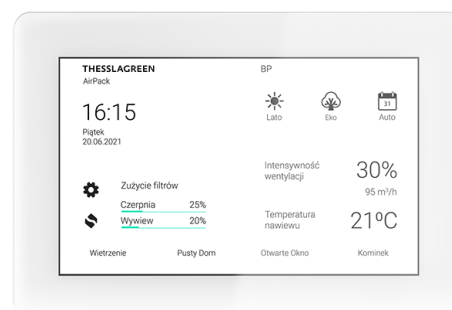 THESSLAGREEN
AirPack
BP
16:15
Piątek
20.06.2021
31
Lato
Eko
Auto
Zużycie filtrów
Czerpnia 25%
Wywiew 20%
Intensywność
wentylacji
30%
95 m³/h
Temperatura
nawiewu
21ºC
Wietrzenie
Pusty Dom
Otwarte Okno
Kominek